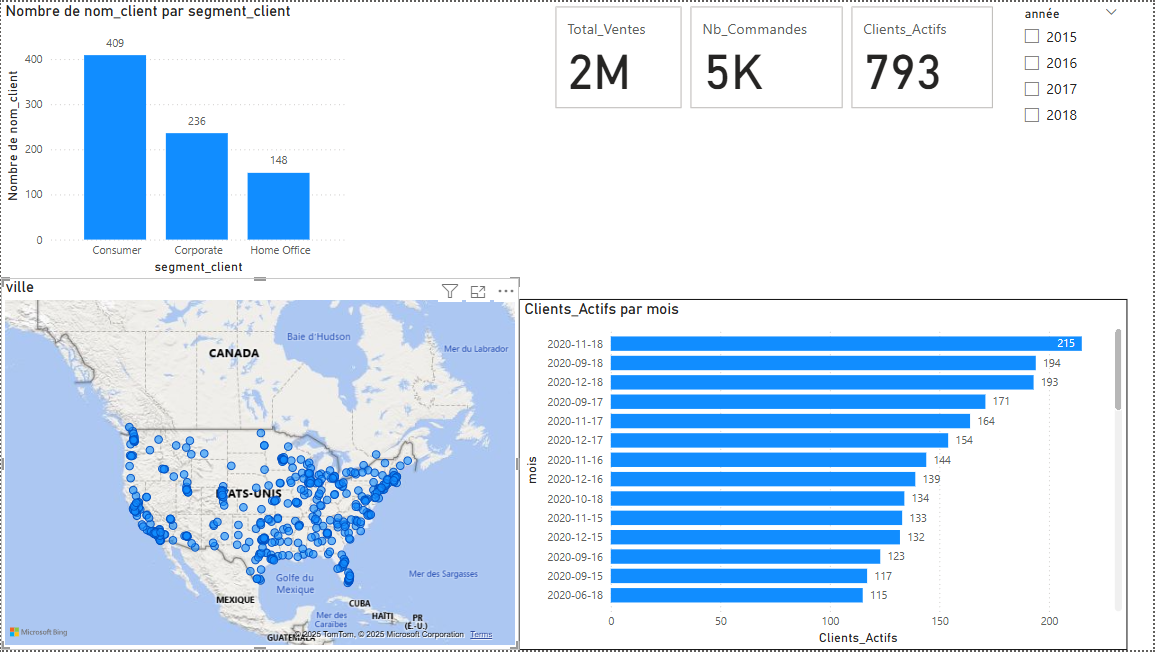 Nombre de nom_client par segment_client
Nombre de nom_client
400
300
200
100
0
409
236
148
Consumer
Corporate
Home Office
segment_client
Total_Ventes
2M
Nb_Commandes
5K
Clients_Actifs
793
année
2015
2016
2017
2018
ville
Baie d'Hudson
CANADA
Mer du Labrador
ÉTATS-UNIS
Golfe du
Mexique
Mer des Sargasses
MEXIQUE
CUBA
HAÏTI
PR
(É.-U.)
Mer des
Caraïbes
GUATEMALA
Microsoft Bing
© 2025 TomTom, © 2025 Microsoft Corporation Terms
Clients_Actifs par mois
mois
2020-11-18 215
2020-09-18 194
2020-12-18 193
2020-09-17 171
2020-11-17 164
2020-12-17 154
2020-11-16 144
2020-12-16 139
2020-10-18 134
2020-11-15 133
2020-12-15 132
2020-09-16 123
2020-09-15 117
2020-06-18 115
0 50 100 150 200
Clients_Actifs